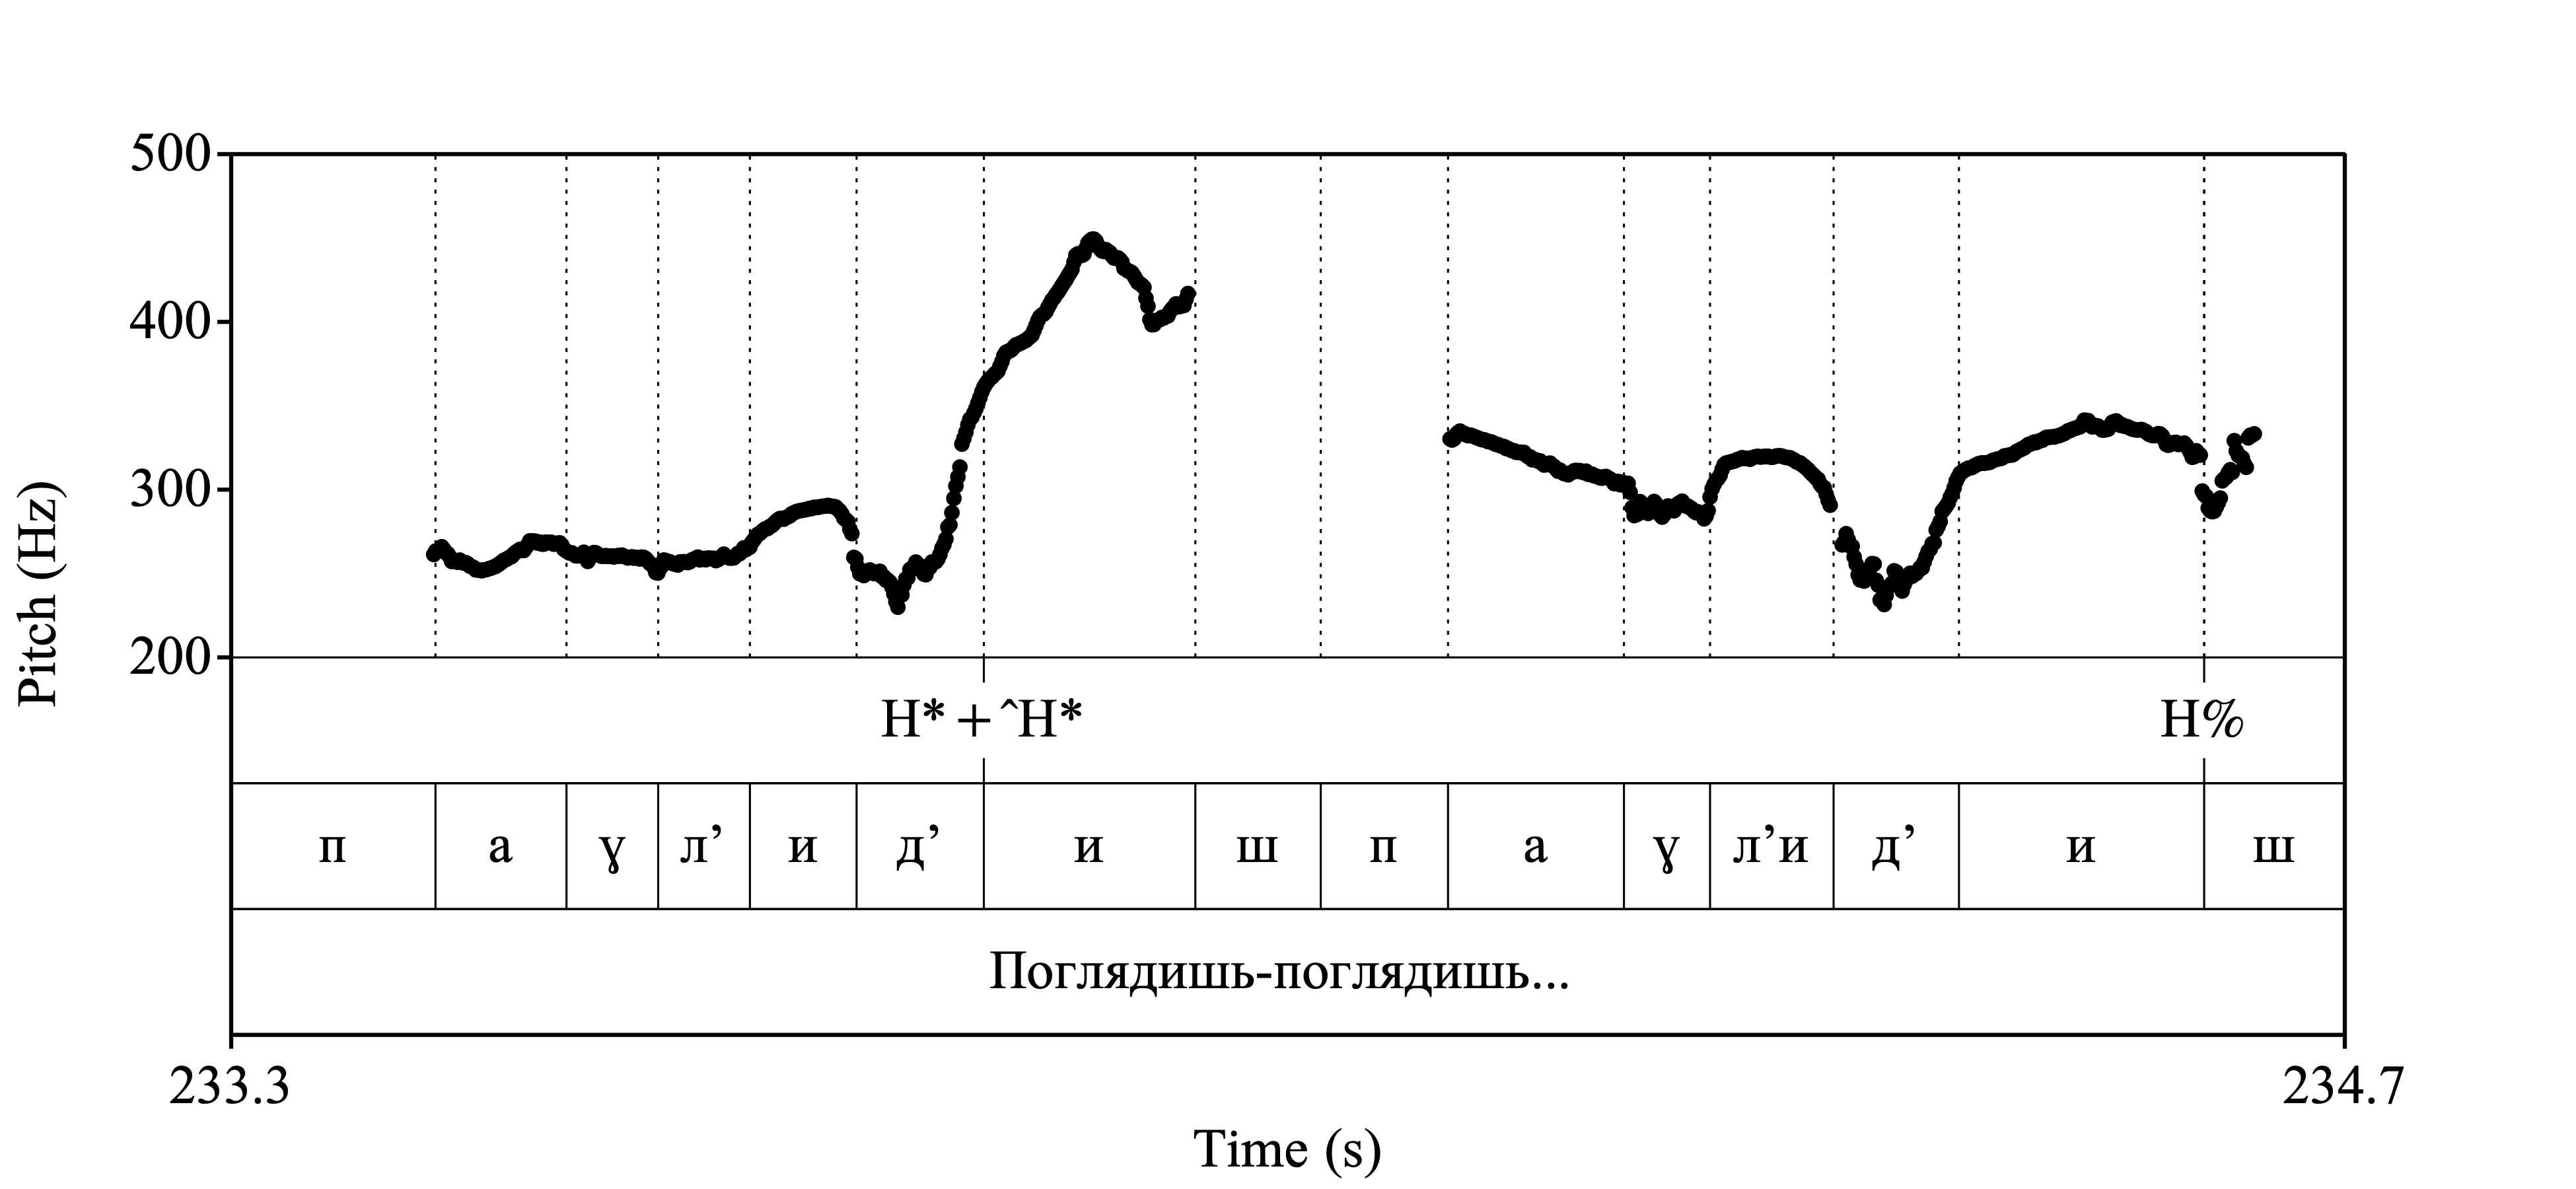 500
400
300
200
Pitch (Hz)
H* + ^H* H%
п а ɣ л’ и д’ и ш п а ɣ л’и д’ и ш
Поглядишь-поглядишь...
233.3 234.7
Time (s)